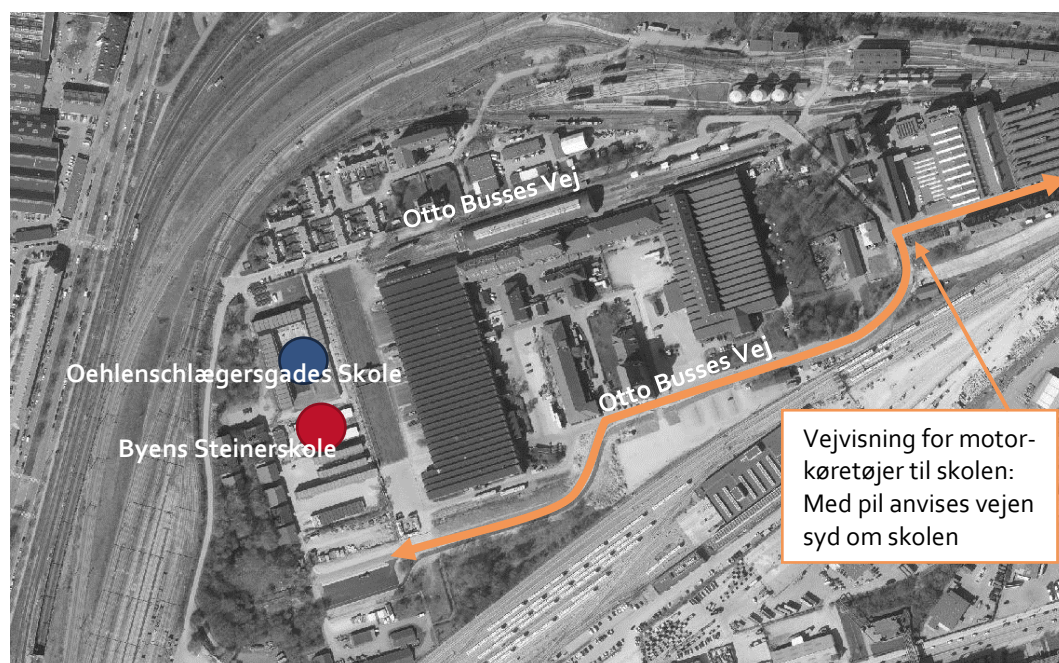 Otto Busses Vej
Oehlenschlægersgades Skole
Otto Busses Vej
Byens Steinerskole
Vejvisning for motor-
køretøjer til skolen:
Med pil anvises vejen
syd om skolen